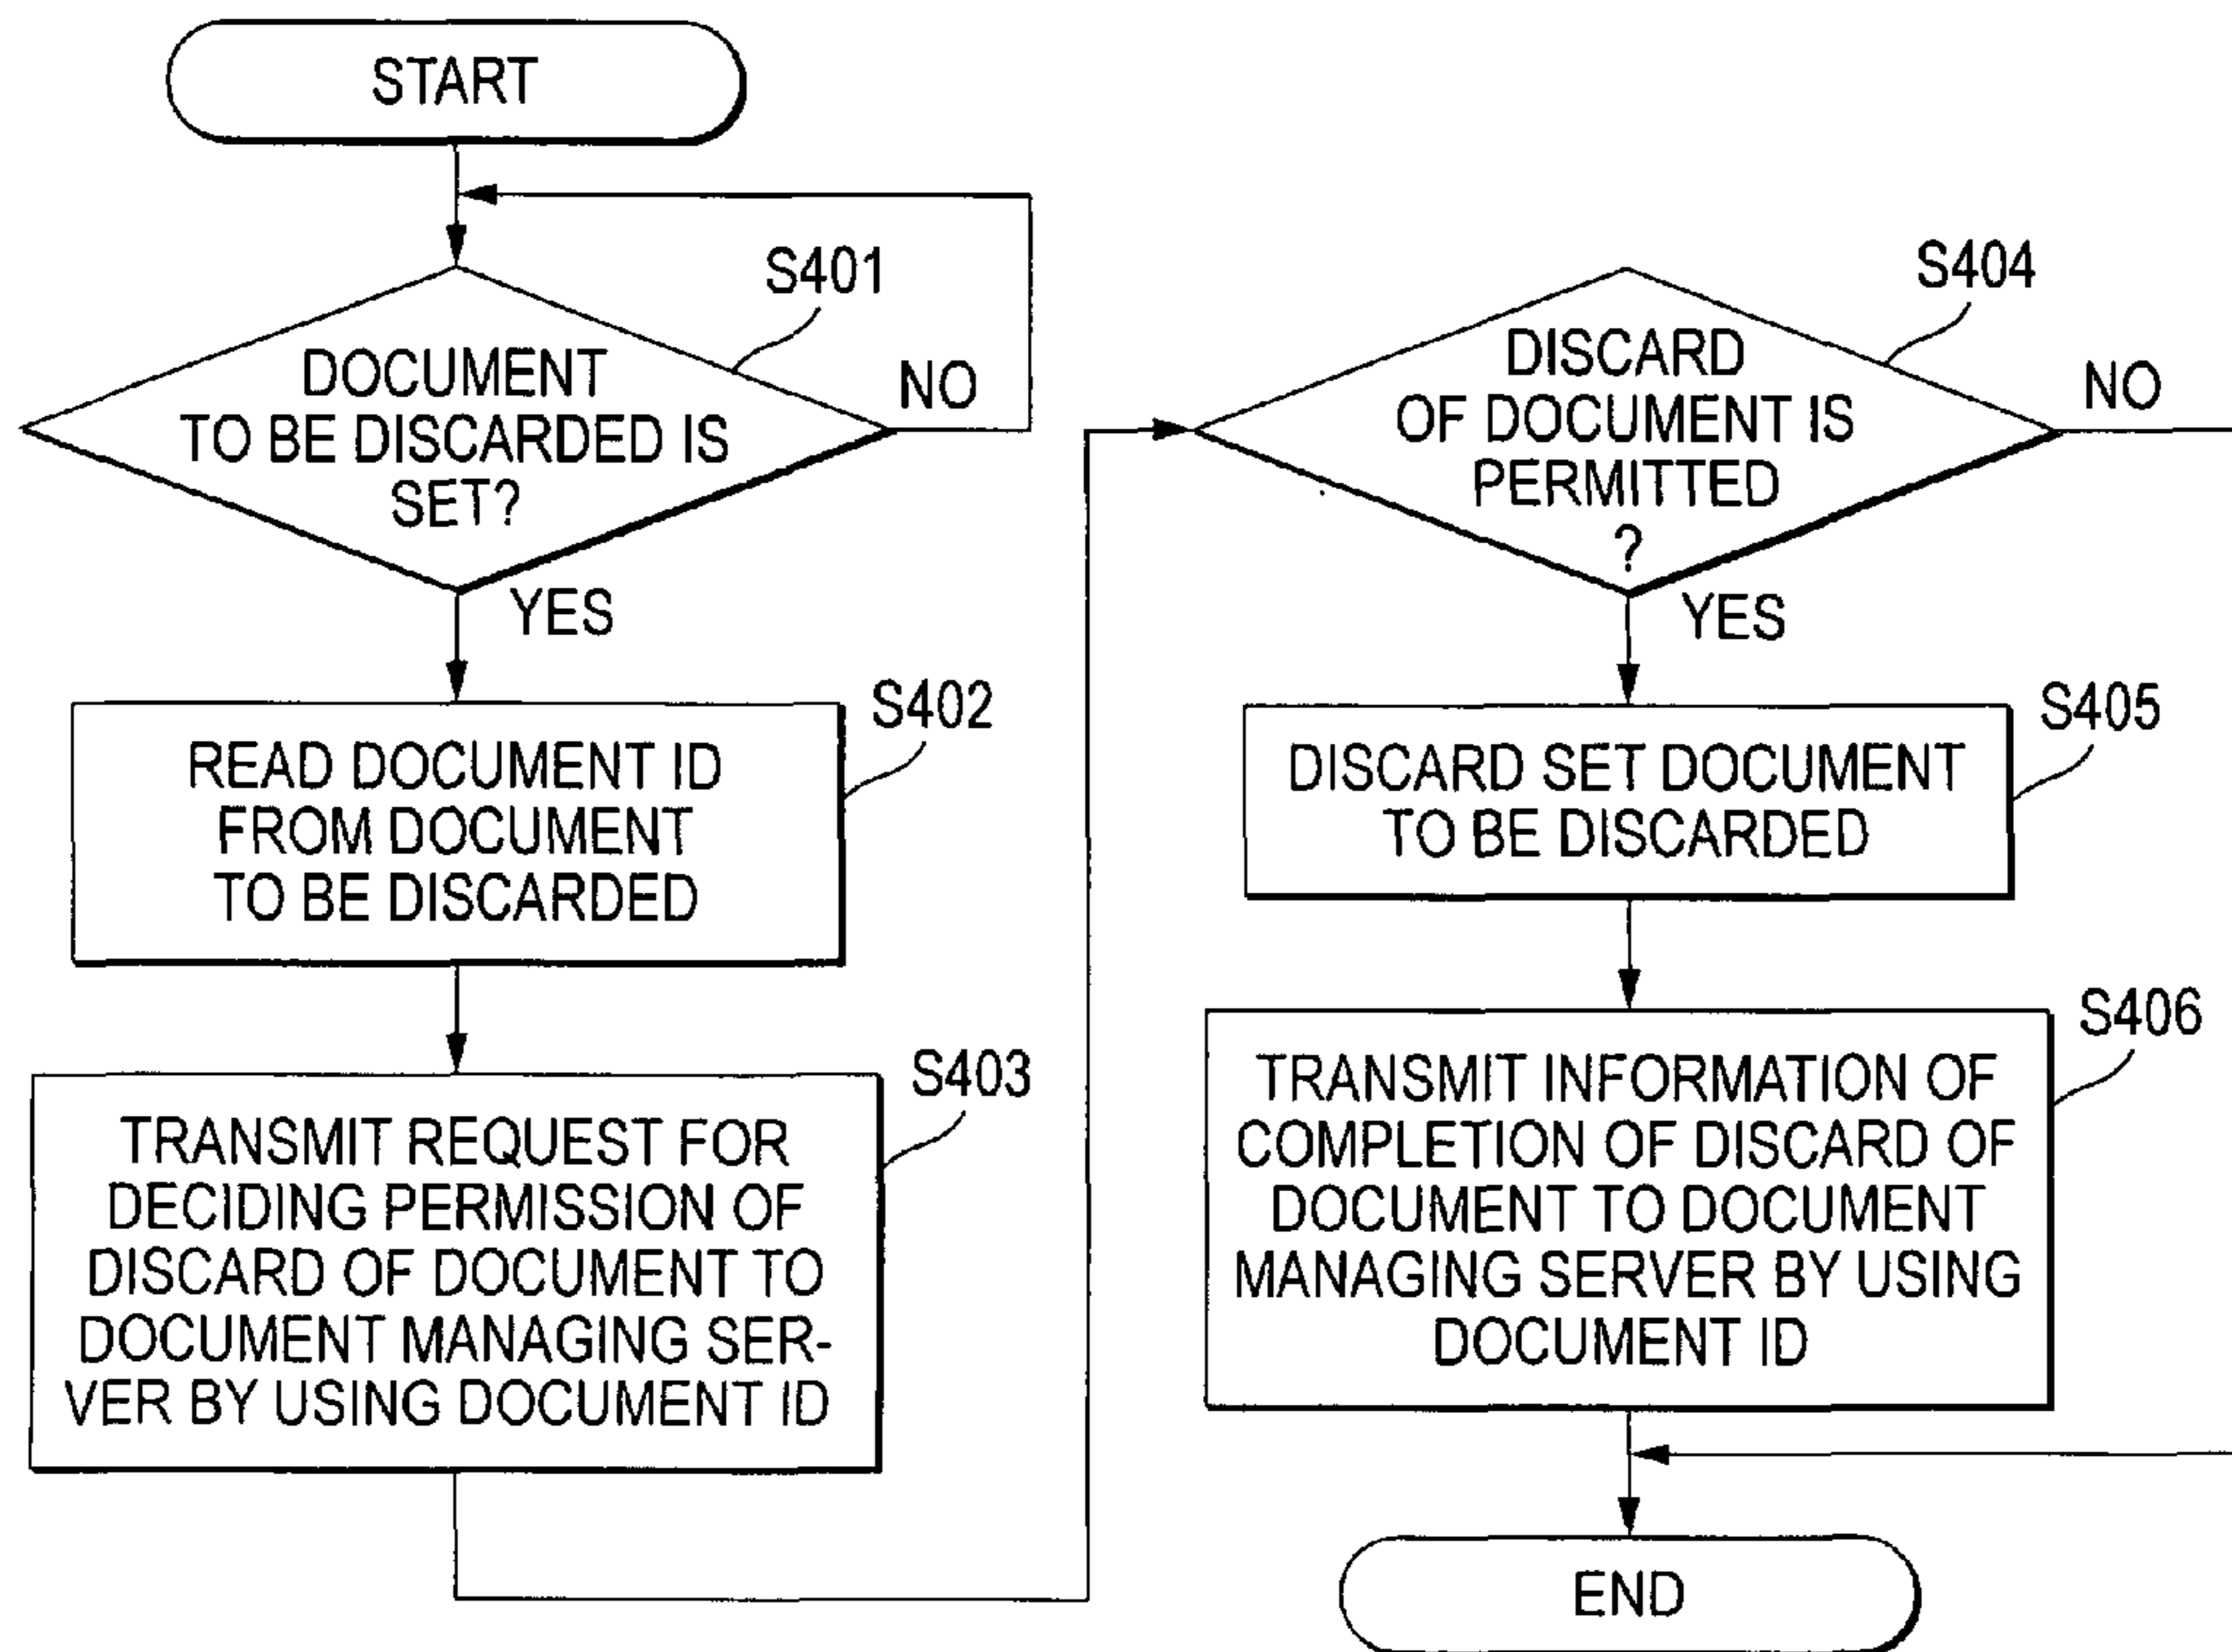 START
S401
DOCUMENT
TO BE DISCARDED IS
SET?
NO
YES
S402
READ DOCUMENT ID
FROM DOCUMENT
TO BE DISCARDED
S403
TRANSMIT REQUEST FOR
DECIDING PERMISSION OF
DISCARD OF DOCUMENT TO
DOCUMENT MANAGING SER-
VER BY USING DOCUMENT ID
S404
DISCARD
OF DOCUMENT IS
PERMITTED
?
NO
YES
S405
DISCARD SET DOCUMENT
TO BE DISCARDED
S406
TRANSMIT INFORMATION OF
COMPLETION OF DISCARD OF
DOCUMENT TO DOCUMENT
MANAGING SERVER BY USING
DOCUMENT ID
END